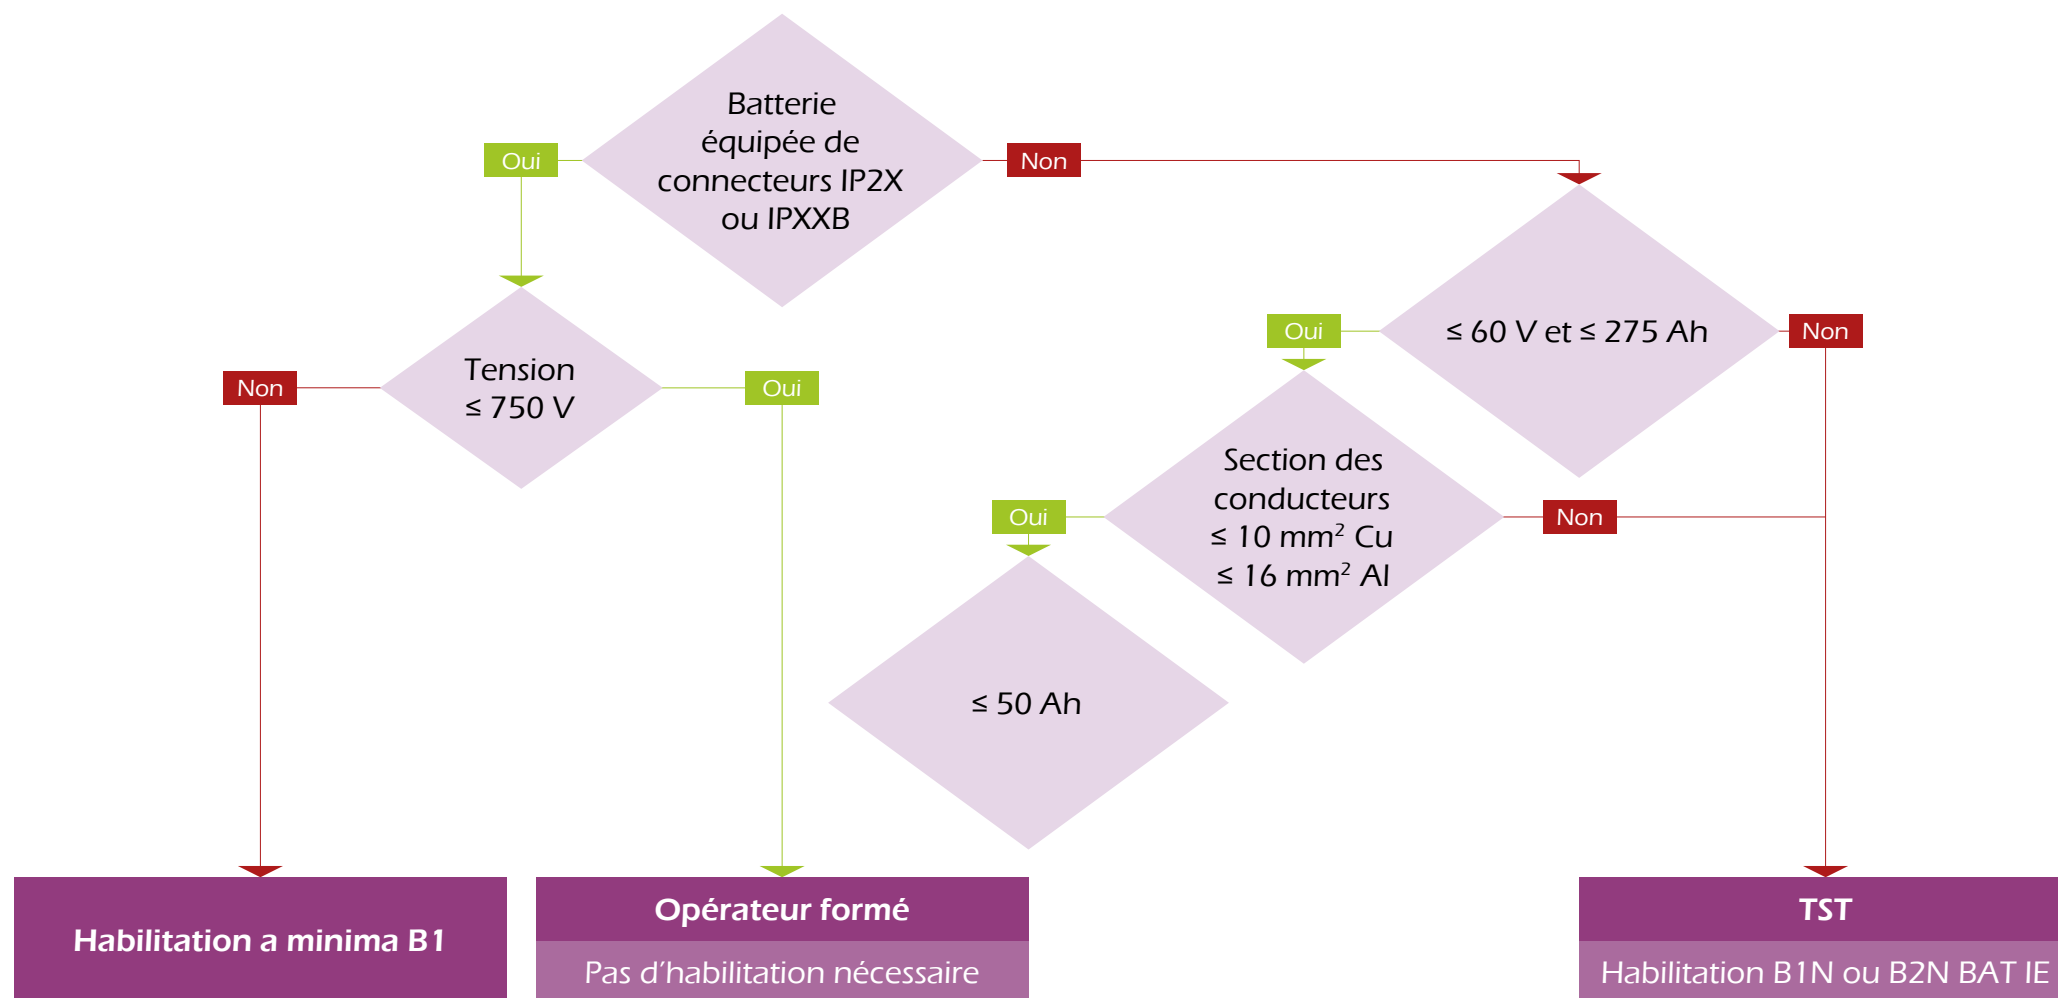 Batterie
équipée de
connecteurs IP2X
ou IPXXB
Oui
Non
Tension
≤ 750 V
Non
Oui
≤ 60 V et ≤ 275 Ah
Oui
Non
Section des
conducteurs
≤ 10 mm² Cu
≤ 16 mm² Al
Oui
Non
≤ 50 Ah
Habilitation a minima B1
Opérateur formé
Pas d’habilitation nécessaire
TST
Habilitation B1N ou B2N BAT IE